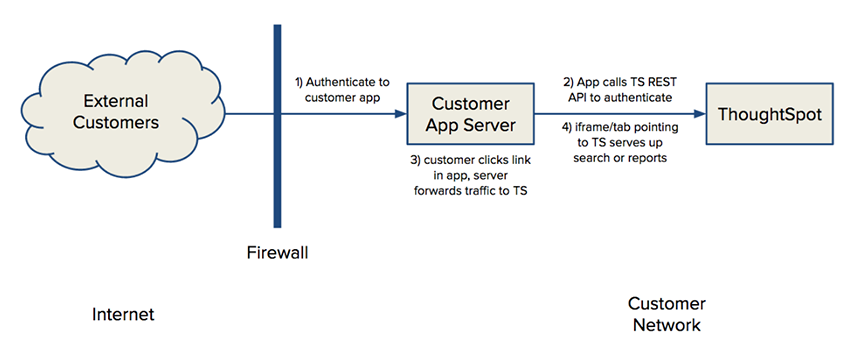 External
Customers
1) Authenticate to
customer app
Customer
App Server
3) customer clicks link
in app, server
forwards traffic to TS
2) App calls TS REST
API to authenticate
4) iframe/tab pointing
to TS serves up
search or reports
ThoughtSpot
Firewall
Internet
Customer
Network